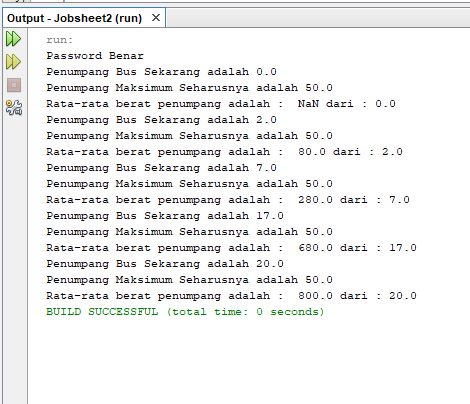 Output - Jobsheet2 (run) ×
run:
Password Benar
Penumpang Bus Sekarang adalah 0.0
Penumpang Maksimum Seharusnya adalah 50.0
Rata-rata berat penumpang adalah :  NaN dari : 0.0
Penumpang Bus Sekarang adalah 2.0
Penumpang Maksimum Seharusnya adalah 50.0
Rata-rata berat penumpang adalah :  80.0 dari : 2.0
Penumpang Bus Sekarang adalah 7.0
Penumpang Maksimum Seharusnya adalah 50.0
Rata-rata berat penumpang adalah :  280.0 dari : 7.0
Penumpang Bus Sekarang adalah 17.0
Penumpang Maksimum Seharusnya adalah 50.0
Rata-rata berat penumpang adalah :  680.0 dari : 17.0
Penumpang Bus Sekarang adalah 20.0
Penumpang Maksimum Seharusnya adalah 50.0
Rata-rata berat penumpang adalah :  800.0 dari : 20.0
BUILD SUCCESSFUL (total time: 0 seconds)